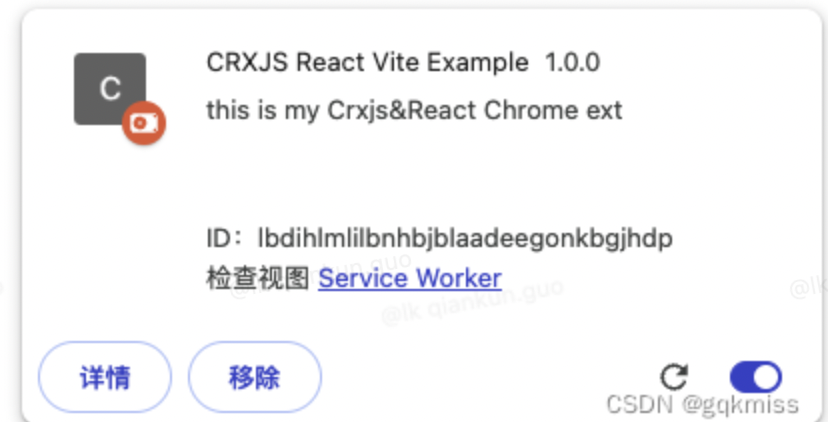 C
CRXJS React Vite Example 1.0.0
this is my Crxjs&React Chrome ext
ID：lbdihlmlilbnhbjblaadeegonkbgjhdp
检查视图 Service Worker
@lk qiankun.guo
详情 移除
CSDN @gqkmiss